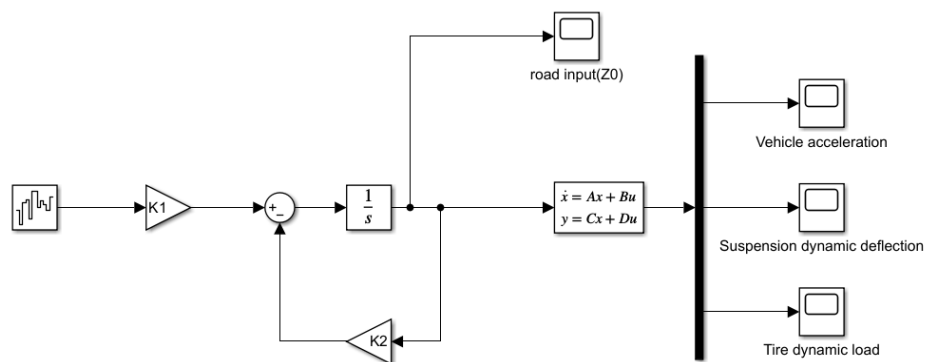 road input(Z0)
Vehicle acceleration
K1
+
−
1
s
ẋ = Ax + Bu
y = Cx + Du
Suspension dynamic deflection
K2
Tire dynamic load